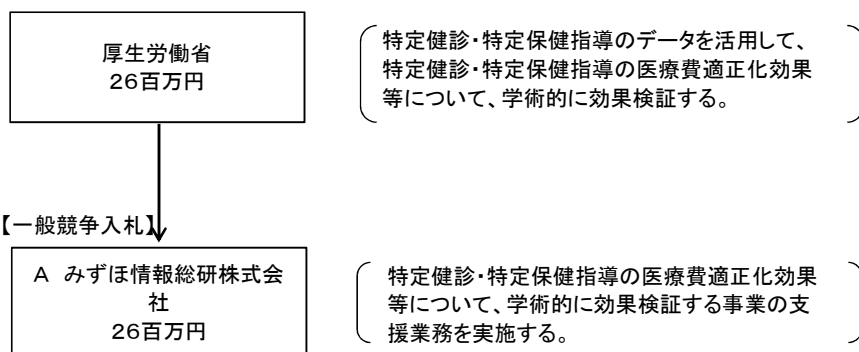 厚生労働省
26百万円
特定健診・特定保健指導のデータを活用して、
特定健診・特定保健指導の医療費適正化効果
等について、学術的に効果検証する。
【一般競争入札】
A みずほ情報総研株式会
社
26百万円
特定健診・特定保健指導の医療費適正化効果
等について、学術的に効果検証する事業の支
援業務を実施する。